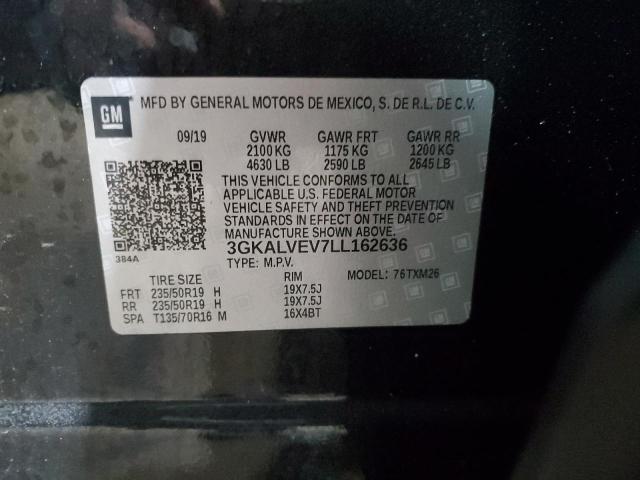 GM
MFD BY GENERAL MOTORS DE MEXICO, S. DE R.L. DE C.V.
09/19 GVWR GAWR FRT GAWR RR
2100 KG 1175 KG 1200 KG
4630 LB 2590 LB 2645 LB
THIS VEHICLE CONFORMS TO ALL
APPLICABLE U.S. FEDERAL MOTOR
VEHICLE SAFETY AND THEFT
PREVENTION STANDARDS IN
EFFECT ON THE DATE OF
MANUFACTURE SHOWN ABOVE.
384A
3GKALVEV7LL162636
TYPE: M.P.V. MODEL: 76TXM26
TIRE SIZE RIM
FRT 235/50R19 H 19X7.5J
RR 235/50R19 H 19X7.5J
SPA T135/70R16 M 16X4BT